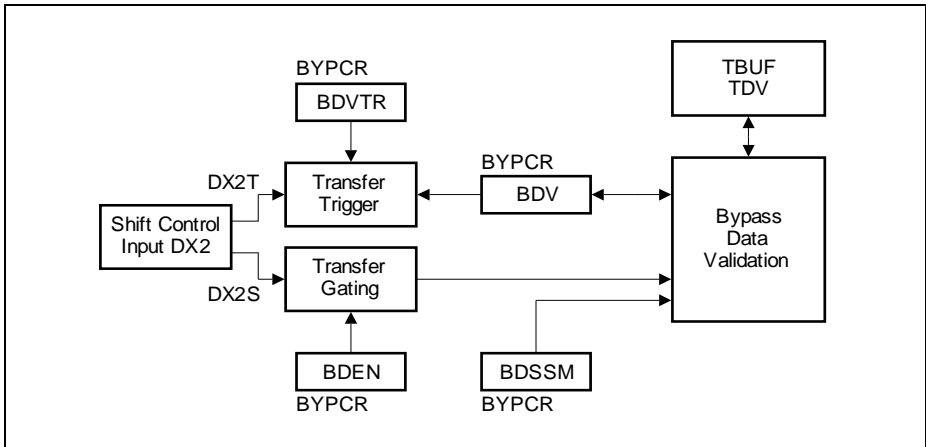 BYPCR
BDVTR
TBUF
TDV
DX2T
Transfer
Trigger
BYPCR
BDV
Shift Control
Input DX2
Bypass
Data
Validation
DX2S
Transfer
Gating
BDEN
BYPCR
BDSSM
BYPCR